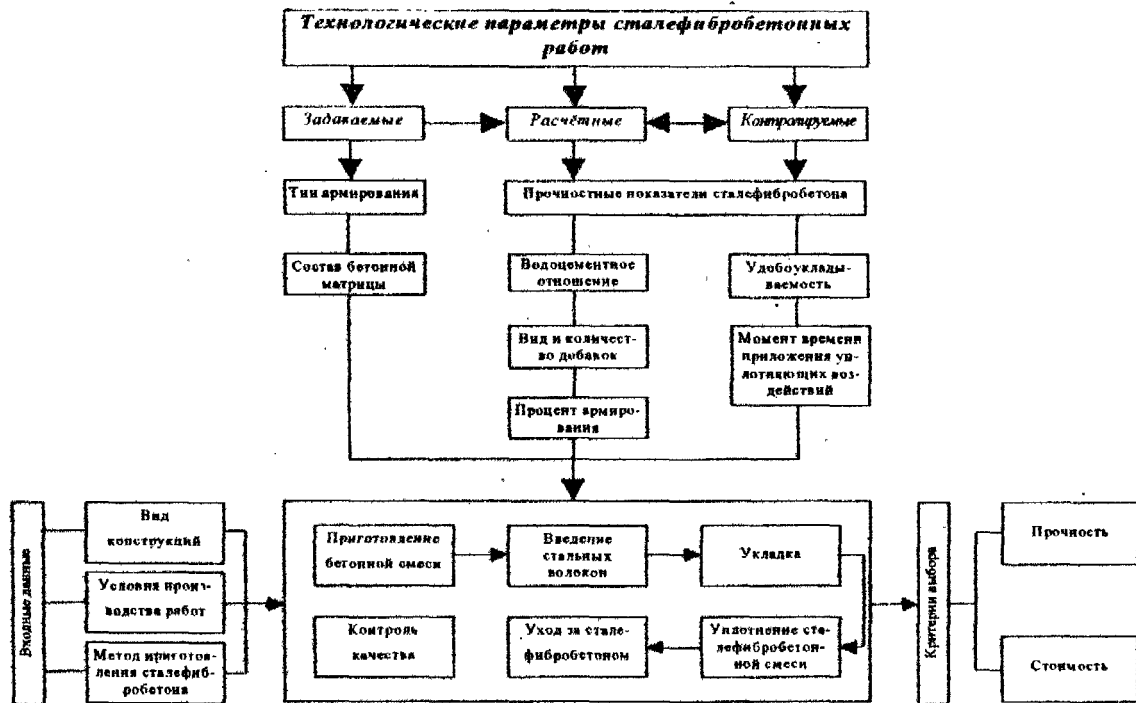 Технологические параметры сталефибробетонных
работ
Задаваемые
Расчётные
Контролируемые
Тип армирования
Прочностные показатели сталефибробетона
Состав бетонной
матрицы
Водоцементное
отношение
Удобоуклады-
ваемость
Вид и количест-
во добавок
Момент времени
приложения уп-
лотняющих воз-
действий
Процент армиро-
вания
Входные данные
Вид
конструкций
Условия произ-
водства работ
Метод приготов-
ления сталефиб-
робетона
Приготовление
бетонной смеси
Введение
стальных
волокон
Укладка
Контроль
качества
Уход за стале-
фибробетоном
Уплотнение ста-
лефибробетон-
ной смеси
Критерии выбора
Прочность
Стоимость